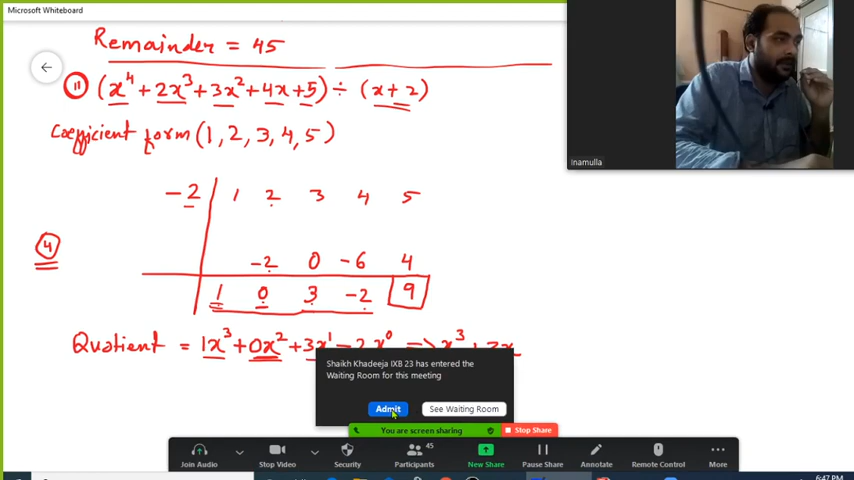 Microsoft Whiteboard
Remainder = 45
11 (x⁴ + 2x³ + 3x² + 4x + 5) ÷ (x + 2)
Coefficient form (1, 2, 3, 4, 5)
Inamulla
-2 1 2 3 4 5
4
-2 0 -6 4
1 0 3 -2 9
Quotient = 1x³ + 0x² + 3x¹ - 2x⁰ => x³ +
Shaikh Khadeeja IXB 23 has entered the
Waiting Room for this meeting
Admit See Waiting Room
You are screen sharing Stop Share
45
Join Audio Stop Video Security Participants New Share Pause Share Annotate Remote Control More
6:47 PM